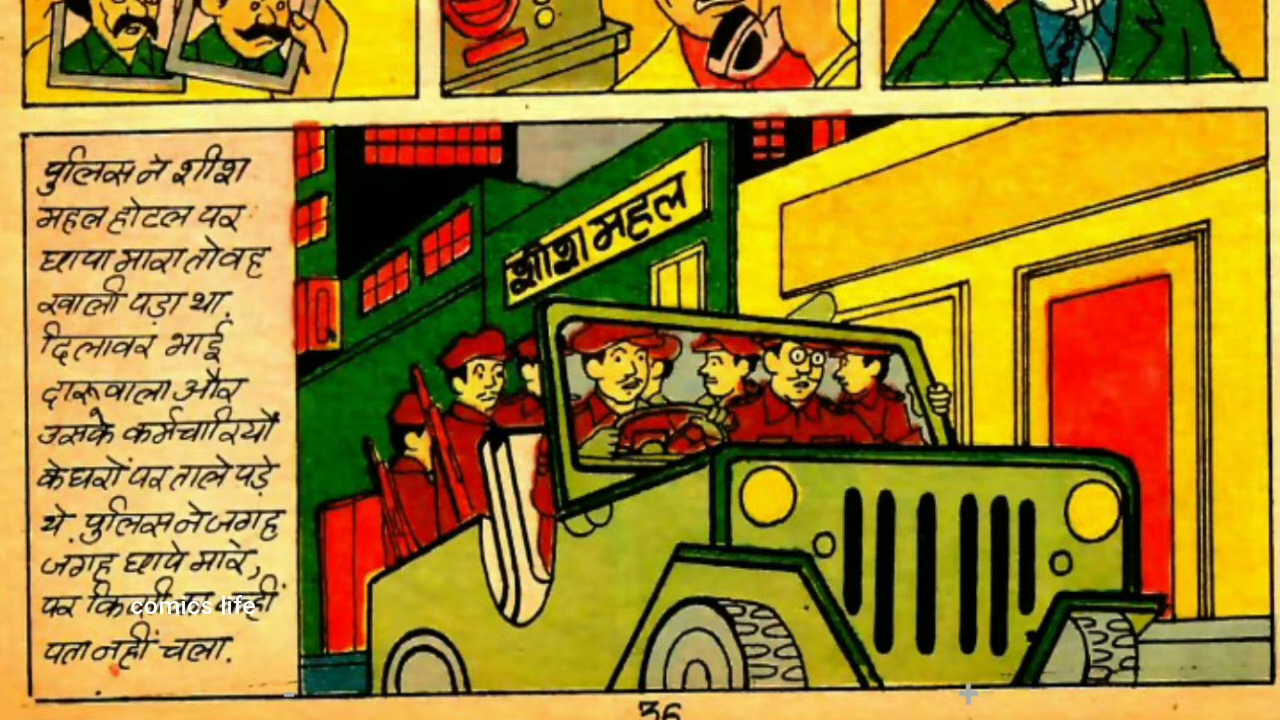 पुलिस ने शीश
महल होटल पर
छापा मारा तो वह
खाली पड़ा था.
दिलावर भाई
दारूवाला और
उसके कर्मचारियों
के घरों पर ताले पड़े
थे. पुलिस ने जगह
जगह छापे मारे,
पर
comics life
पता नहीं चला.
शीश महल
36